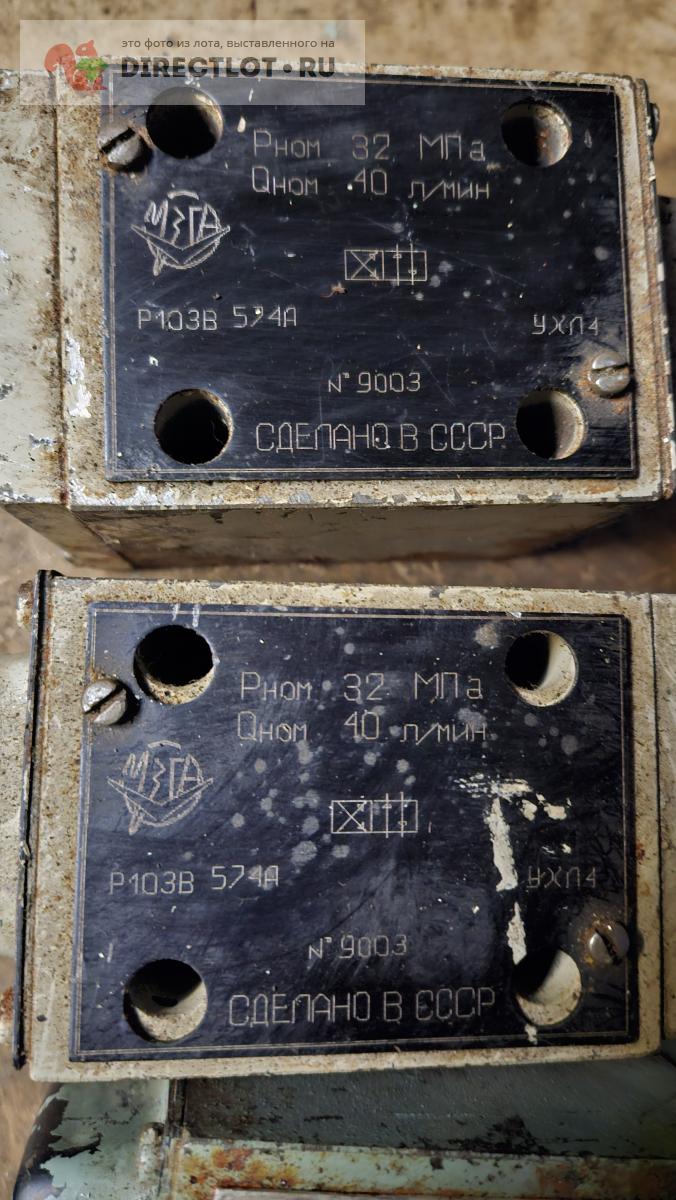 это фото из лота, выставленного на
DIRECTLOT•RU
Рном 32 МПа
Qном 40 л/мин
МЗГА
Р103В 574А УХЛ4
№ 9003
СДЕЛАНО В СССР
Рном 32 МПа
Qном 40 л/мин
МЗГА
Р103В 574А УХЛ4
№ 9003
СДЕЛАНО В СССР